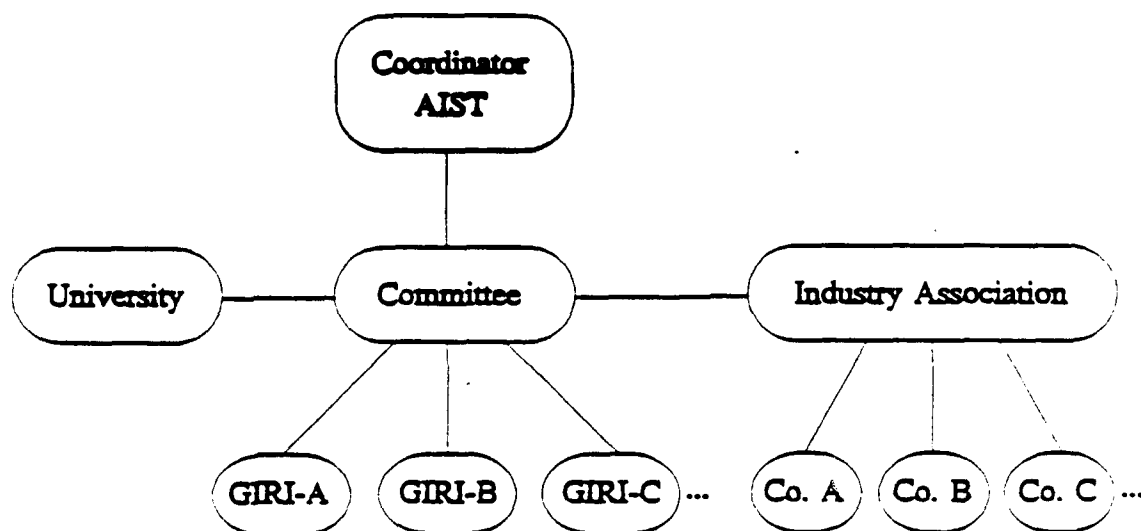 Coordinator
AIST
University
Committee
Industry Association
GIRI-A
GIRI-B
GIRI-C
...
Co. A
Co. B
Co. C
...